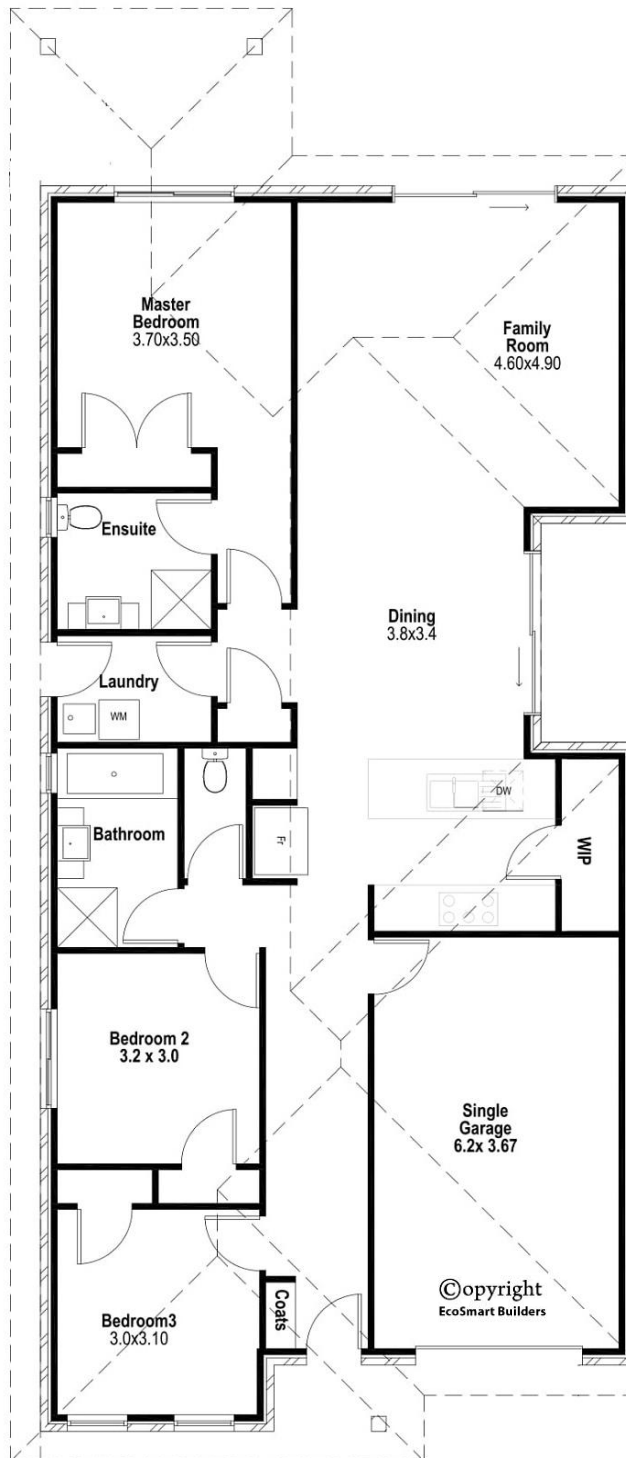 Master
Bedroom
3.70x3.50
Family
Room
4.60x4.90
Ensuite
Dining
3.8x3.4
Laundry
WM
DW
Bathroom
Fr
WIP
Bedroom 2
3.2 x 3.0
Single
Garage
6.2x 3.67
©opyright
EcoSmart Builders
Coats
Bedroom3
3.0x3.10